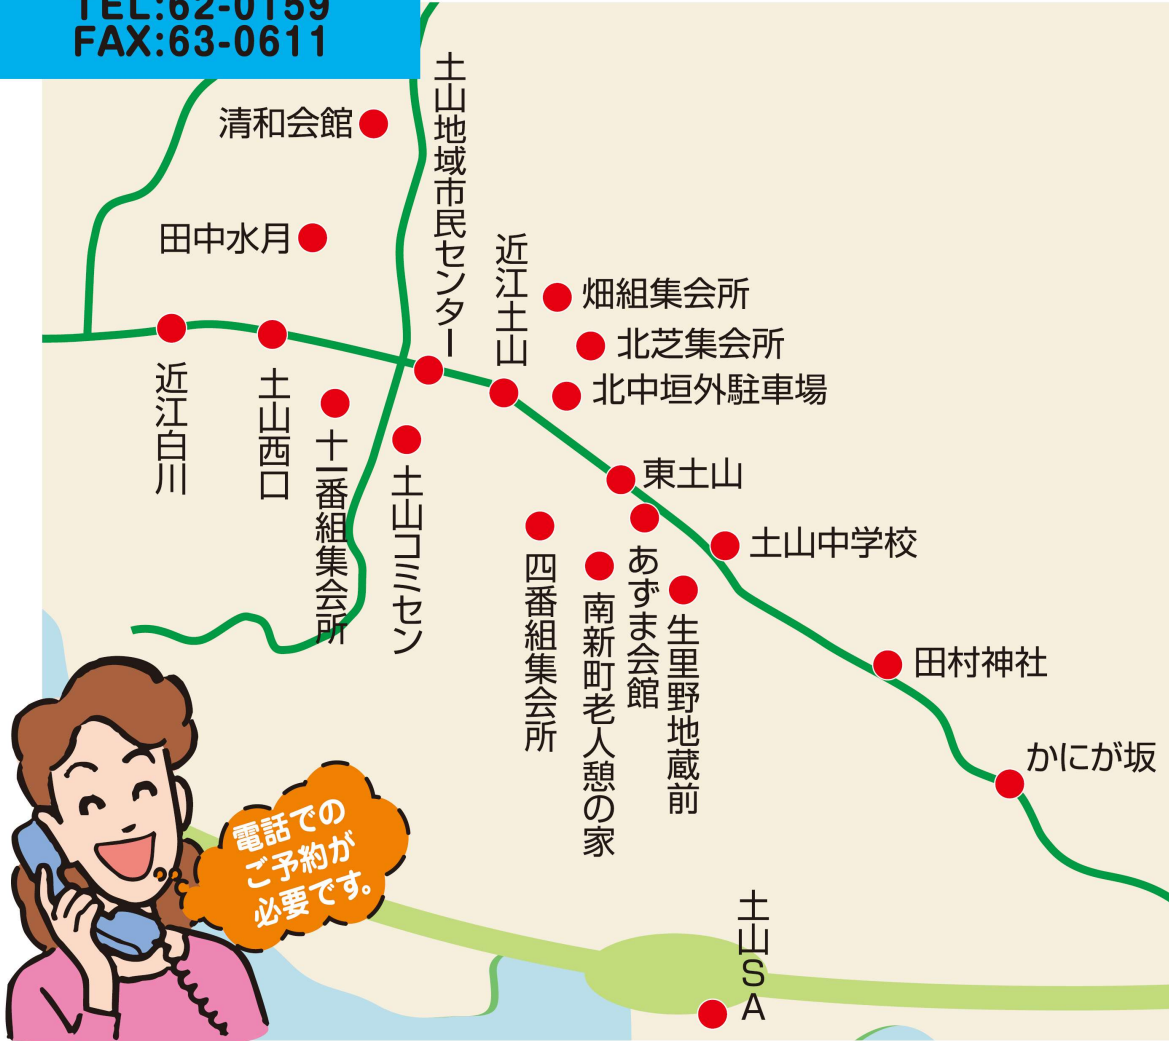 TEL:62-0159
FAX:63-0611
清和会館
土山地域市民センター
田中水月
近江土山
畑組集会所
北芝集会所
北中垣外駐車場
近江白川
土山西口
十一番組集会所
土山コミセン
東土山
土山中学校
四番組集会所
南新町老人憩の家
あずま会館
生里野地蔵前
田村神社
かにが坂
電話での
ご予約が
必要です。
土山SA